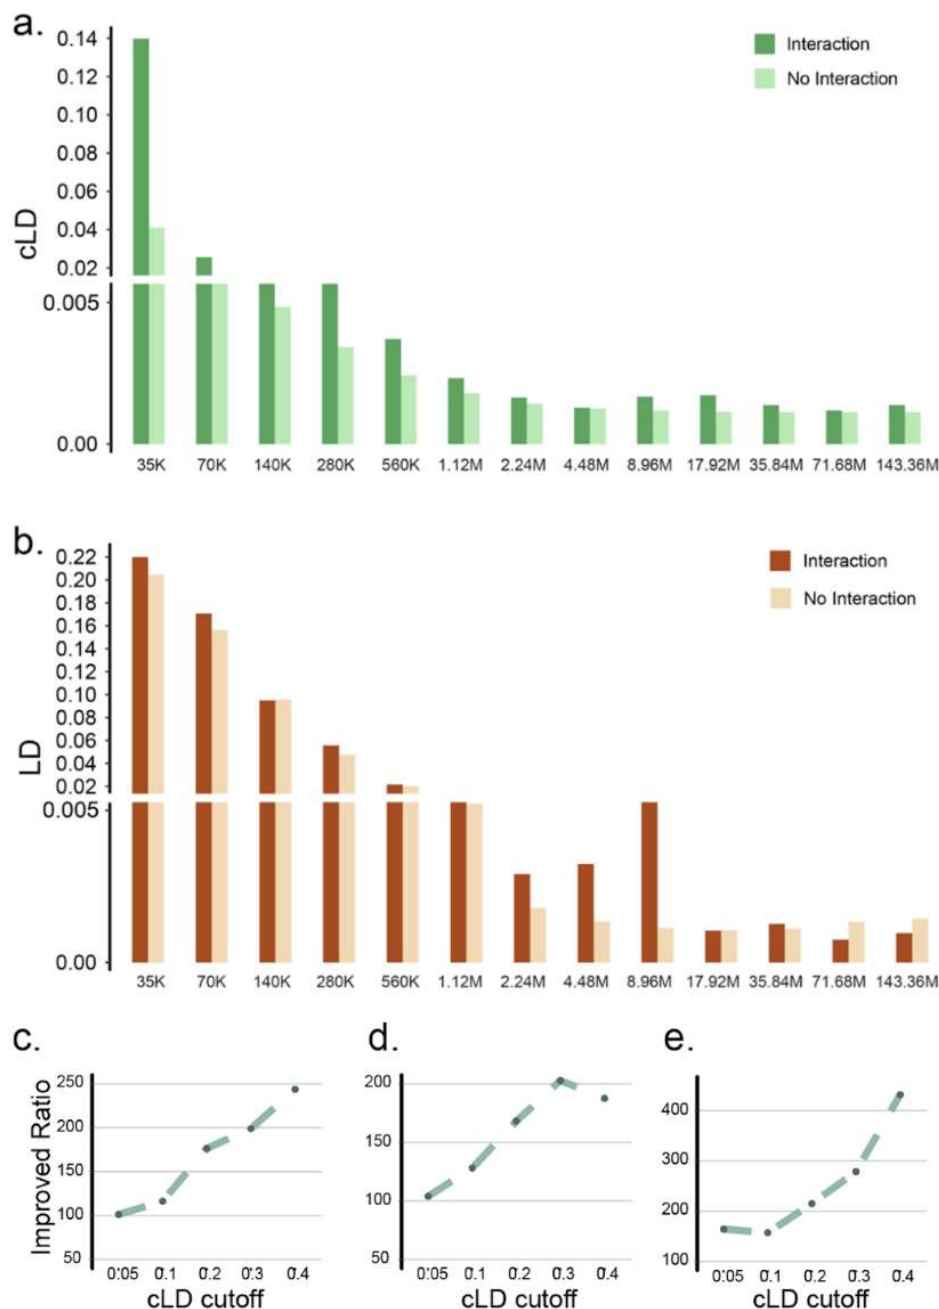 a.
cLD
0.14
0.12
0.10
0.08
0.06
0.04
0.02
0.005
0.00
Interaction
No Interaction
35K 70K 140K 280K 560K 1.12M 2.24M 4.48M 8.96M 17.92M 35.84M 71.68M 143.36M
b.
LD
0.22
0.20
0.18
0.16
0.14
0.12
0.10
0.08
0.06
0.04
0.02
0.005
0.00
Interaction
No Interaction
35K 70K 140K 280K 560K 1.12M 2.24M 4.48M 8.96M 17.92M 35.84M 71.68M 143.36M
c.
Improved Ratio
250
200
150
100
50
0.05 0.1 0.2 0.3 0.4
cLD cutoff
d.
200
150
100
50
0.05 0.1 0.2 0.3 0.4
cLD cutoff
e.
400
300
200
100
0.05 0.1 0.2 0.3 0.4
cLD cutoff